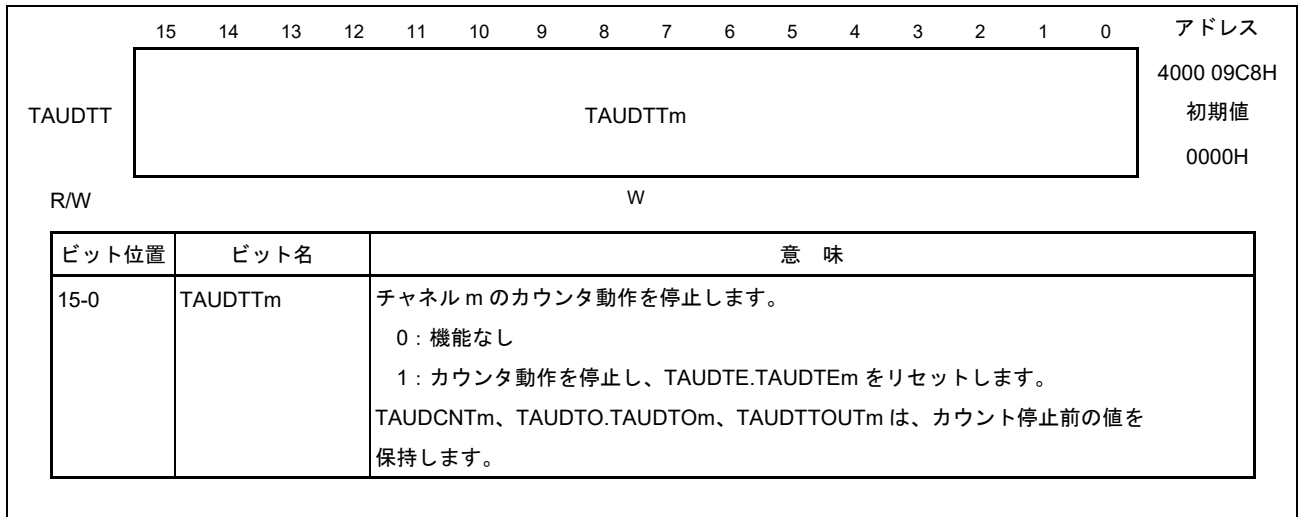 15 14 13 12 11 10 9 8 7 6 5 4 3 2 1 0 アドレス
4000 09C8H
TAUDTT TAUDTTm 初期値
0000H
R/W W
ビット位置 ビット名 意 味
15-0 TAUDTTm チャネル m のカウンタ動作を停止します。
0：機能なし
1：カウンタ動作を停止し、TAUDTE.TAUDTEm をリセットします。
TAUDCNTm、TAUDTO.TAUDTOm、TAUDTTOUTm は、カウント停止前の値を
保持します。